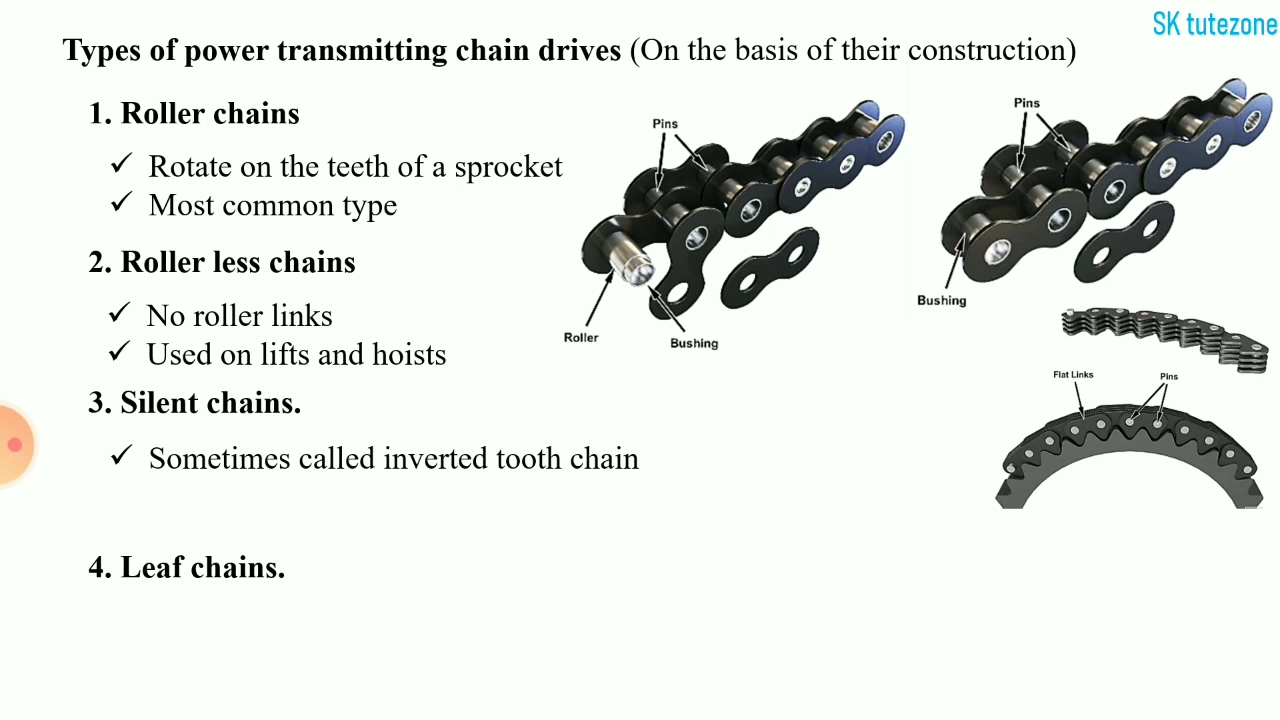 SK tutezone
Types of power transmitting chain drives (On the basis of their construction)
1. Roller chains
✓ Rotate on the teeth of a sprocket
✓ Most common type
2. Roller less chains
✓ No roller links
✓ Used on lifts and hoists
3. Silent chains.
✓ Sometimes called inverted tooth chain
4. Leaf chains.
Pins
Roller
Bushing
Pins
Bushing
Flat Links
Pins